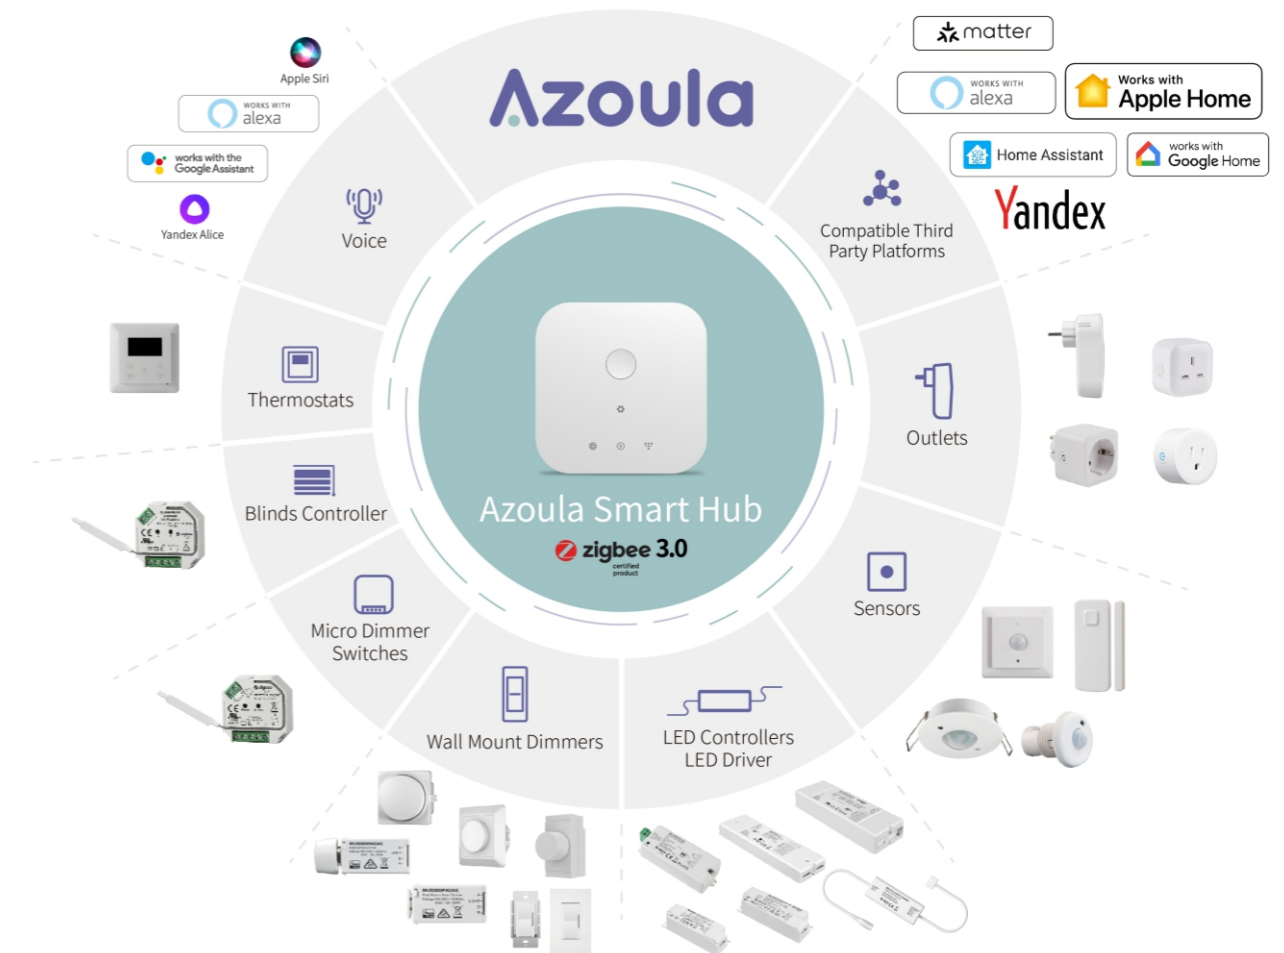 Azoula
Apple Siri
WORKS WITH
alexa
works with the
Google Assistant
Yandex Alice
Voice
matter
WORKS WITH
alexa
Works with
Apple Home
Home Assistant
works with
Google Home
Yandex
Compatible Third
Party Platforms
Thermostats
Outlets
Blinds Controller
Azoula Smart Hub
zigbee 3.0
certified
product
Sensors
Micro Dimmer
Switches
Wall Mount Dimmers
LED Controllers
LED Driver